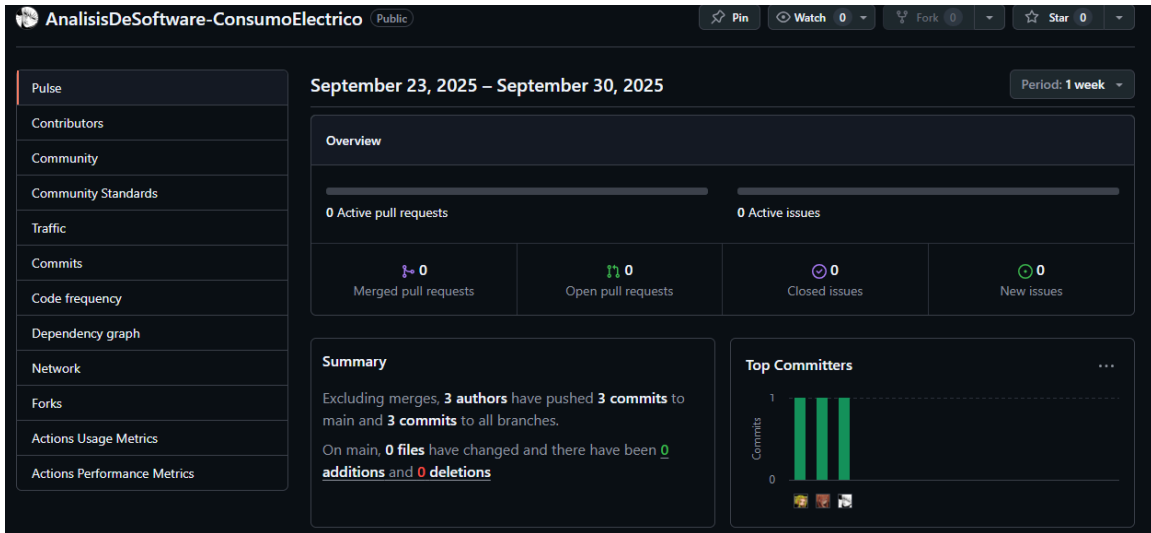 AnalisisDeSoftware-ConsumoElectrico Public
Pin
Watch 0
Fork 0
Star 0
Pulse
Contributors
Community
Community Standards
Traffic
Commits
Code frequency
Dependency graph
Network
Forks
Actions Usage Metrics
Actions Performance Metrics
September 23, 2025 – September 30, 2025
Period: 1 week
Overview
0 Active pull requests
0 Active issues
0
Merged pull requests
0
Open pull requests
0
Closed issues
0
New issues
Summary
Excluding merges, 3 authors have pushed 3 commits to
main and 3 commits to all branches.
On main, 0 files have changed and there have been 0
additions and 0 deletions
Top Committers
1
Commits
0